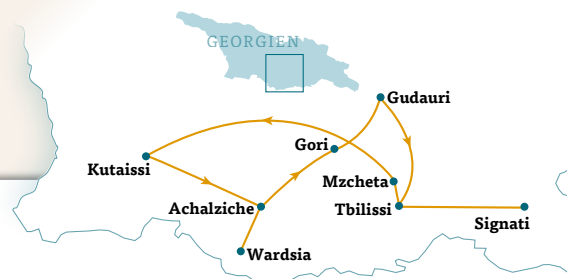 GEORGIEN
Gudauri
Gori
Kutaissi
Mzcheta
Achalziche
Tbilissi
Signati
Wardsia